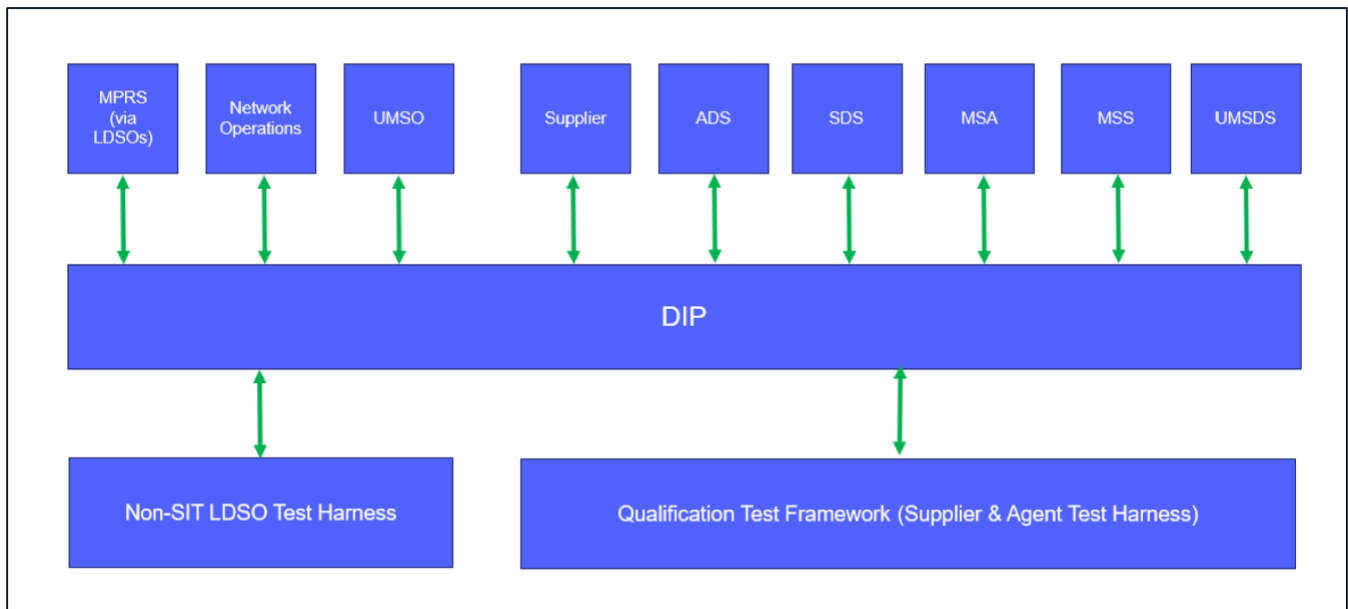 MPRS
(via
LDSOs)
Network
Operations
UMSO
Supplier
ADS
SDS
MSA
MSS
UMSDS
DIP
Non-SIT LDSO Test Harness
Qualification Test Framework (Supplier & Agent Test Harness)